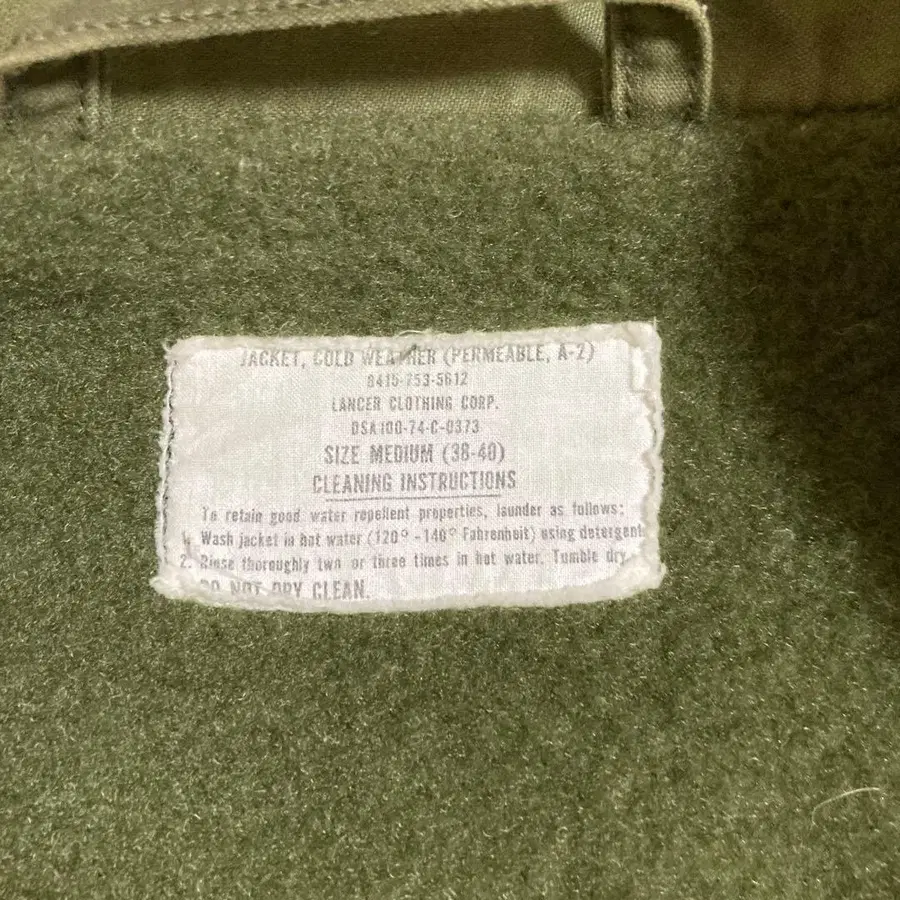 JACKET, COLD WEATHER (PERMEABLE, A-2)
8415-753-5612
LANCER CLOTHING CORP.
DSA100-74-C-0373
SIZE MEDIUM (38-40)
CLEANING INSTRUCTIONS
To retain good water repellent properties, launder as follows:
1. Wash jacket in hot water (120° -140° Fahrenheit) using detergent
2. Rinse thoroughly two or three times in hot water. Tumble dry.
DO NOT DRY CLEAN.